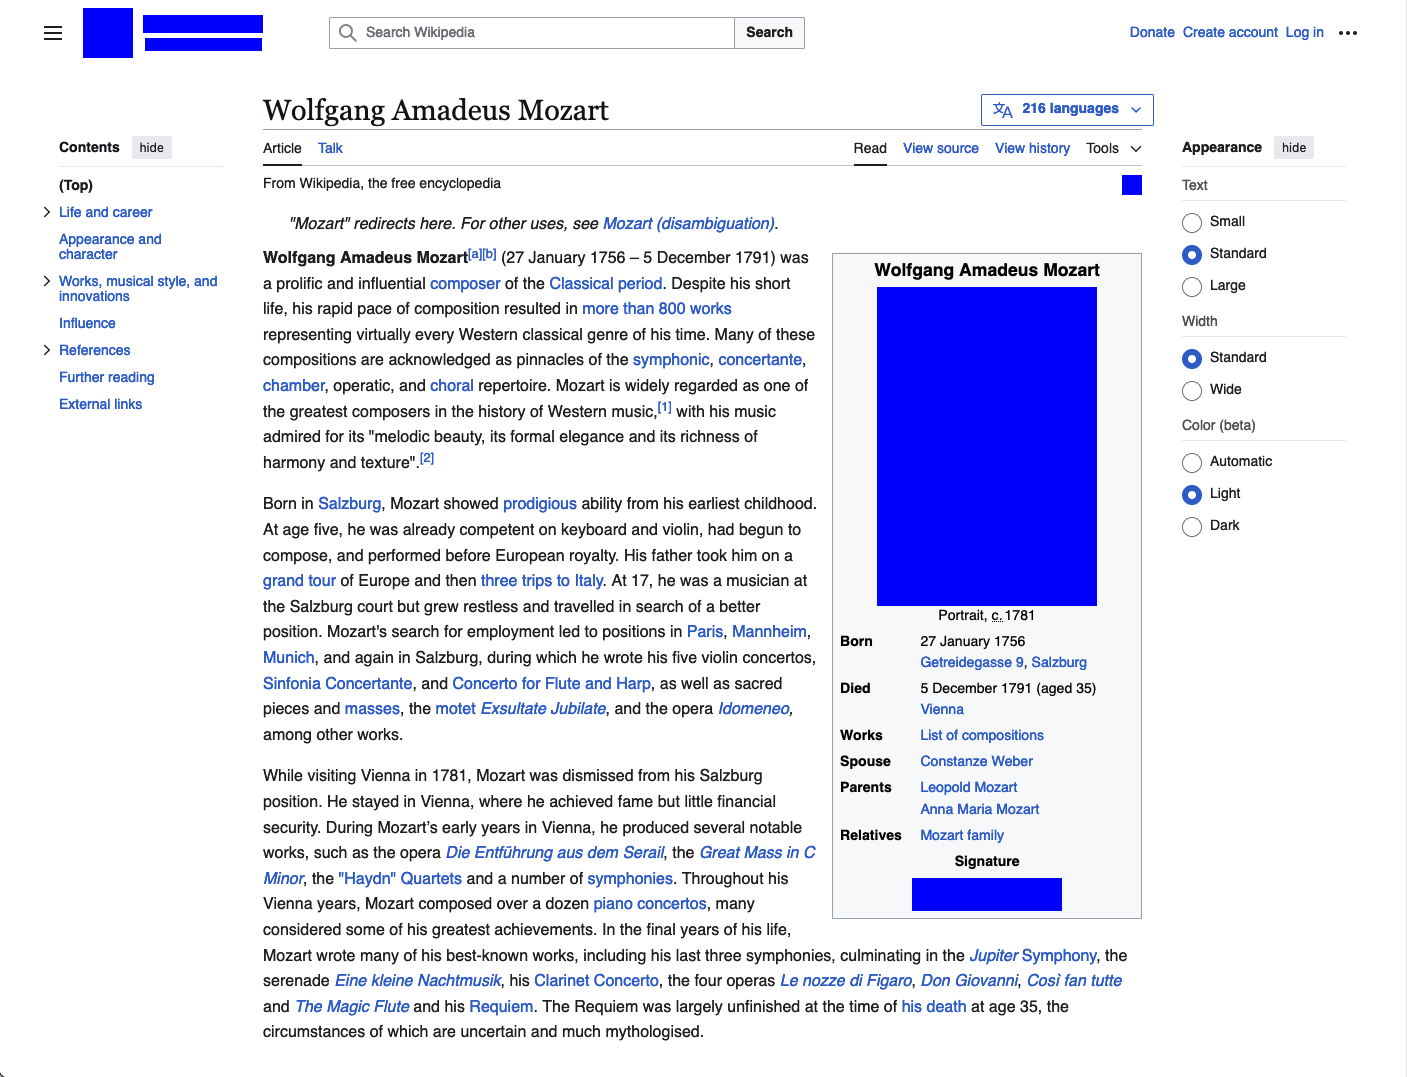 Search Wikipedia
Search
Donate Create account Log in
Wolfgang Amadeus Mozart
216 languages
Contents hide
(Top)
Life and career
Appearance and
character
Works, musical style, and
innovations
Influence
References
Further reading
External links
Article Talk
Read View source View history Tools
From Wikipedia, the free encyclopedia
"Mozart" redirects here. For other uses, see Mozart (disambiguation).
Wolfgang Amadeus Mozart[a][b] (27 January 1756 – 5 December 1791) was
a prolific and influential composer of the Classical period. Despite his short
life, his rapid pace of composition resulted in more than 800 works
representing virtually every Western classical genre of his time. Many of these
compositions are acknowledged as pinnacles of the symphonic, concertante,
chamber, operatic, and choral repertoire. Mozart is widely regarded as one of
the greatest composers in the history of Western music,[1] with his music
admired for its "melodic beauty, its formal elegance and its richness of
harmony and texture".[2]
Born in Salzburg, Mozart showed prodigious ability from his earliest childhood.
At age five, he was already competent on keyboard and violin, had begun to
compose, and performed before European royalty. His father took him on a
grand tour of Europe and then three trips to Italy. At 17, he was a musician at
the Salzburg court but grew restless and travelled in search of a better
position. Mozart's search for employment led to positions in Paris, Mannheim,
Munich, and again in Salzburg, during which he wrote his five violin concertos,
Sinfonia Concertante, and Concerto for Flute and Harp, as well as sacred
pieces and masses, the motet Exsultate Jubilate, and the opera Idomeneo,
among other works.
While visiting Vienna in 1781, Mozart was dismissed from his Salzburg
position. He stayed in Vienna, where he achieved fame but little financial
security. During Mozart’s early years in Vienna, he produced several notable
works, such as the opera Die Entführung aus dem Serail, the Great Mass in C
Minor, the "Haydn" Quartets and a number of symphonies. Throughout his
Vienna years, Mozart composed over a dozen piano concertos, many
considered some of his greatest achievements. In the final years of his life,
Mozart wrote many of his best-known works, including his last three symphonies, culminating in the Jupiter Symphony, the
serenade Eine kleine Nachtmusik, his Clarinet Concerto, the four operas Le nozze di Figaro, Don Giovanni, Così fan tutte
and The Magic Flute and his Requiem. The Requiem was largely unfinished at the time of his death at age 35, the
circumstances of which are uncertain and much mythologised.
Wolfgang Amadeus Mozart
Portrait, c. 1781
Born 27 January 1756
Getreidegasse 9, Salzburg
Died 5 December 1791 (aged 35)
Vienna
Works List of compositions
Spouse Constanze Weber
Parents Leopold Mozart
Anna Maria Mozart
Relatives Mozart family
Signature
Appearance hide
Text
Small
Standard
Large
Width
Standard
Wide
Color (beta)
Automatic
Light
Dark